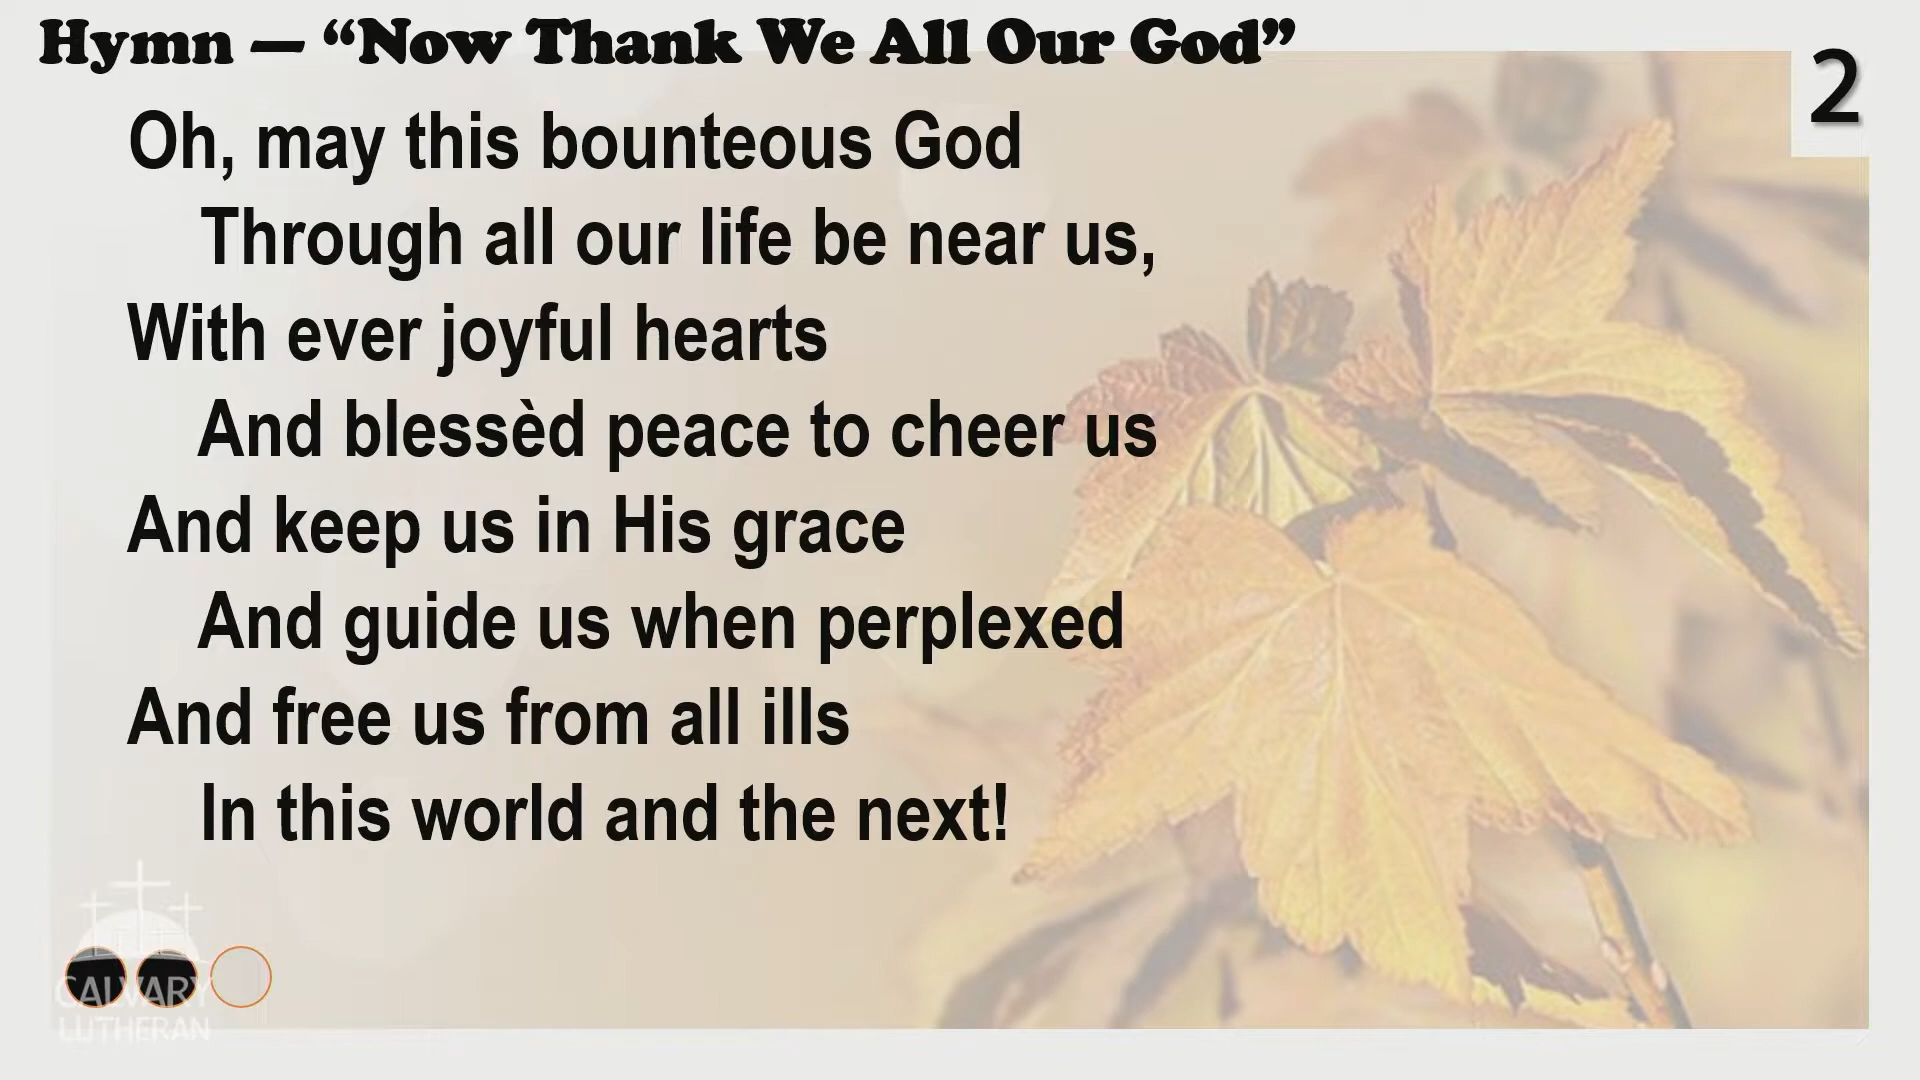 Hymn — “Now Thank We All Our God”
2
Oh, may this bounteous God
Through all our life be near us,
With ever joyful hearts
And blessèd peace to cheer us
And keep us in His grace
And guide us when perplexed
And free us from all ills
In this world and the next!
CALVARY
LUTHERAN